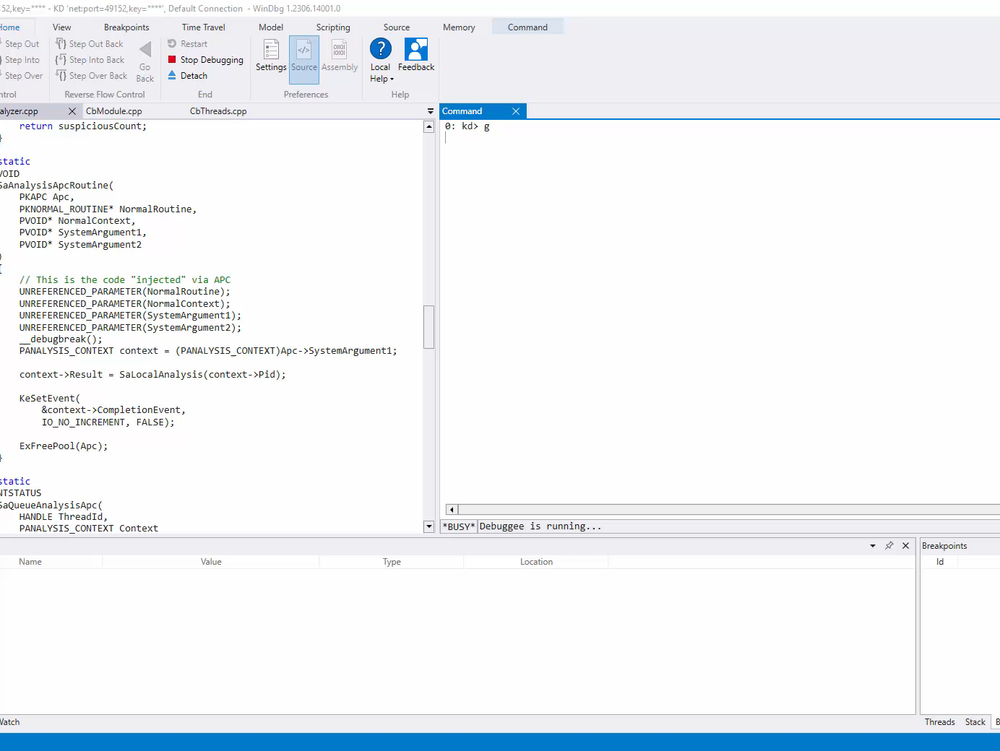 152,key=**** - KD 'net:port=49152,key=****', Default Connection - WinDbg 1.2306.14001.0
Home View Breakpoints Time Travel Model Scripting Source Memory Command
Step Out
Step Into
Step Over
ntrol
Step Out Back
Step Into Back
Step Over Back
Go
Back
Reverse Flow Control
Restart
Stop Debugging
Detach
End
Settings Source Assembly
Preferences
Local
Help
Feedback
Help
alyzer.cpp CbModule.cpp CbThreads.cpp
return suspiciousCount;
}
static
VOID
SaAnalysisApcRoutine(
PKAPC Apc,
PKNORMAL_ROUTINE* NormalRoutine,
PVOID* NormalContext,
PVOID* SystemArgument1,
PVOID* SystemArgument2
)
{
// This is the code "injected" via APC
UNREFERENCED_PARAMETER(NormalRoutine);
UNREFERENCED_PARAMETER(NormalContext);
UNREFERENCED_PARAMETER(SystemArgument1);
UNREFERENCED_PARAMETER(SystemArgument2);
__debugbreak();
PANALYSIS_CONTEXT context = (PANALYSIS_CONTEXT)Apc->SystemArgument1;
context->Result = SaLocalAnalysis(context->Pid);
KeSetEvent(
&context->CompletionEvent,
IO_NO_INCREMENT, FALSE);
ExFreePool(Apc);
}
static
NTSTATUS
SaQueueAnalysisApc(
HANDLE ThreadId,
PANALYSIS_CONTEXT Context
Command
0: kd> g
*BUSY* Debuggee is running...
Name Value Type Location
Watch
Breakpoints
Id
Threads Stack B